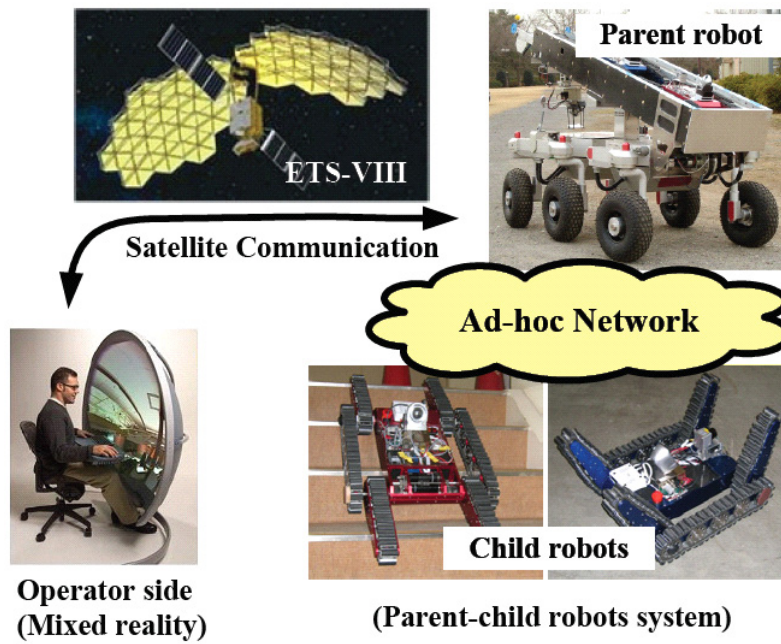 Parent robot
ETS-VIII
Satellite Communication
Ad-hoc Network
Child robots
Operator side
(Mixed reality)
(Parent-child robots system)